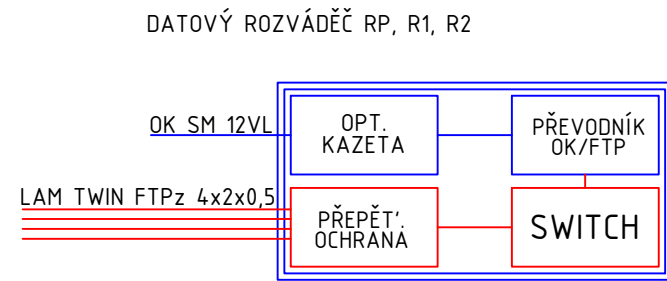 DATOVÝ ROZVÁDĚČ RP, R1, R2
OK SM 12VL
OPT.
KAZETA
PŘEVODNÍK
OK/FTP
LAM TWIN FTPz 4x2x0,5
PŘEPĚŤ.
OCHRANA
SWITCH